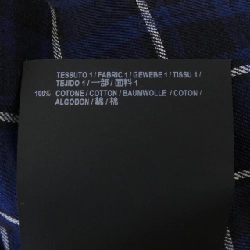 TESSUTO 1 / FABRIC 1 / GEWEBE 1 / TISSU 1 /
TEJIDO 1 / 一部 / 面料 1
100% COTONE / COTTON / BAUMWOLLE / COTON /
ALGODON / 綿 / 棉